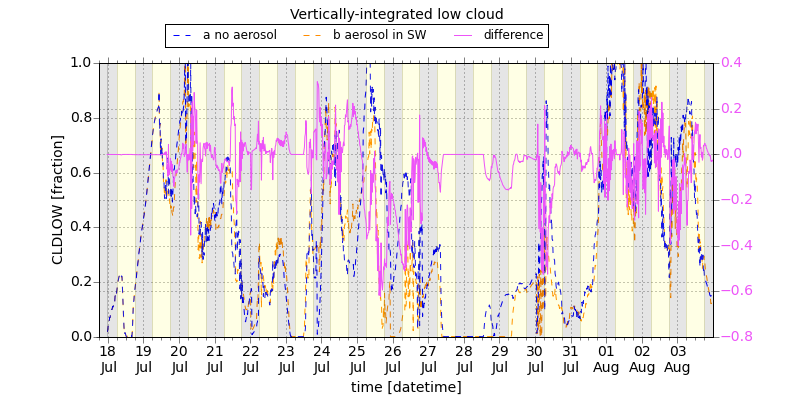 Vertically-integrated low cloud
a no aerosol b aerosol in SW difference
1.0 0.4
0.8 0.2
0.6 0.0
0.4 −0.2
0.2 −0.4
0.0 −0.6
−0.8
CLDLOW [fraction]
18 19 20 21 22 23 24 25 26 27 28 29 30 31 01 02 03
Jul Jul Jul Jul Jul Jul Jul Jul Jul Jul Jul Jul Jul Jul Aug Aug Aug
time [datetime]